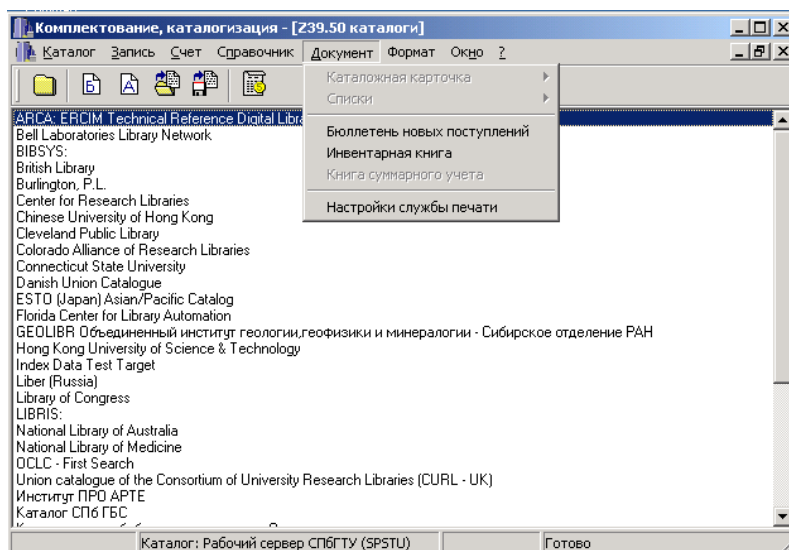 Комплектование, каталогизация - [Z39.50 каталоги]
Каталог Запись Счет Справочник Документ Формат Окно ?
Каталожная карточка
Списки
Бюллетень новых поступлений
Инвентарная книга
Книга суммарного учета
Настройки службы печати
ARCA: ERCIM Technical Reference Digital
Bell Laboratories Library Network
BIBSYS:
British Library
Burlington, P.L.
Center for Research Libraries
Chinese University of Hong Kong
Cleveland Public Library
Colorado Alliance of Research Libraries
Connecticut State University
Danish Union Catalogue
ESTO (Japan) Asian/Pacific Catalog
Florida Center for Library Automation
GEOLIBR Объединенный институт геологии,геофизики и минералогии - Сибирское отделение РАН
Hong Kong University of Science & Technology
Index Data Test Target
Liber (Russia)
Library of Congress
LIBRIS:
National Library of Australia
National Library of Medicine
OCLC - First Search
Union catalogue of the Consortium of University Research Libraries (CURL - UK)
Институт ПРО АРТЕ
Каталог СПб ГБС
Каталог: Рабочий сервер СПбГТУ (SPSTU) Готово